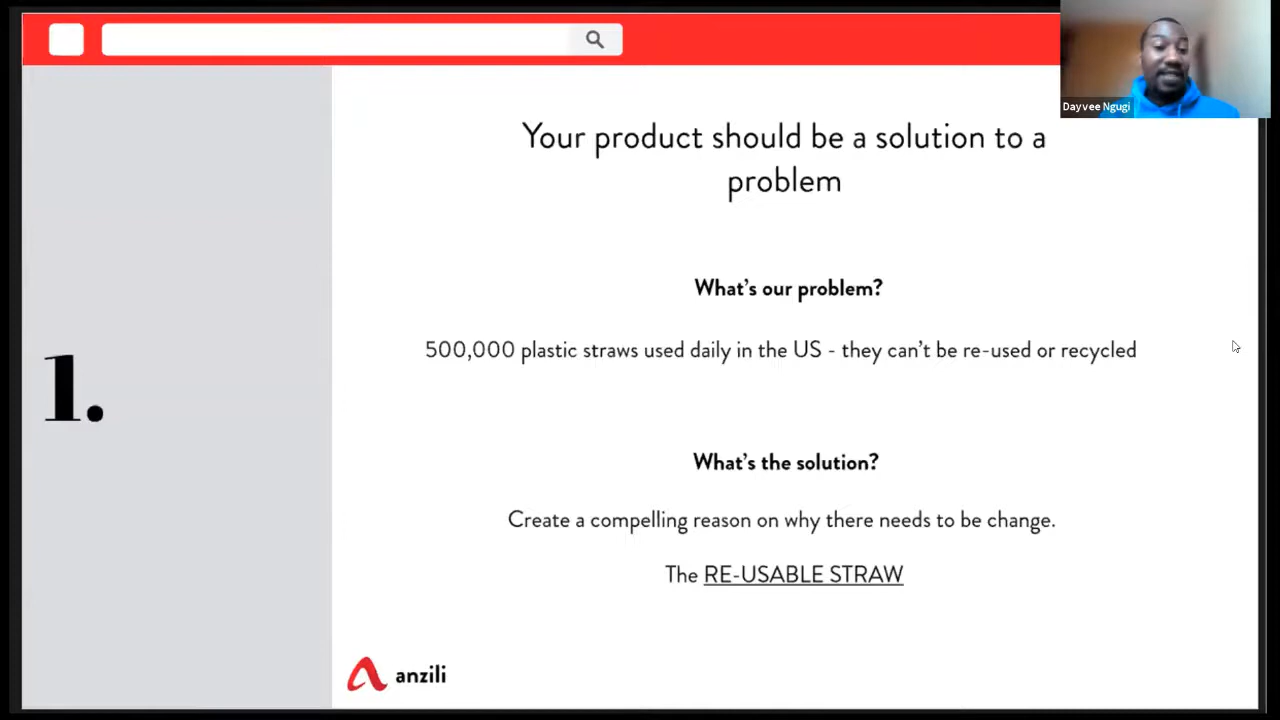 Dayvee Ngugi
Your product should be a solution to a
problem
What's our problem?
500,000 plastic straws used daily in the US - they can't be re-used or recycled
1.
What's the solution?
Create a compelling reason on why there needs to be change.
The RE-USABLE STRAW
anzili